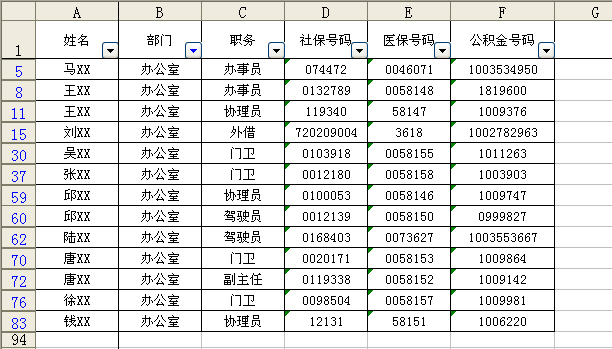 A B C D E F G
1 姓名 部门 职务 社保号码 医保号码 公积金号码
5 马XX 办公室 办事员 074472 0046071 1003534950
8 王XX 办公室 办事员 0132789 0058148 1819600
11 王XX 办公室 协理员 119340 58147 1009376
15 刘XX 办公室 外借 720209004 3618 1002782963
30 吴XX 办公室 门卫 0103918 0058155 1011263
37 张XX 办公室 门卫 0012180 0058158 1003903
59 邱XX 办公室 协理员 0100053 0058146 1009747
60 邱XX 办公室 驾驶员 0012139 0058150 0999827
62 陆XX 办公室 驾驶员 0168403 0073627 1003553667
70 唐XX 办公室 门卫 0020171 0058153 1009864
72 唐XX 办公室 副主任 0119338 0058152 1009142
76 徐XX 办公室 门卫 0098504 0058157 1009981
83 钱XX 办公室 协理员 12131 58151 1006220
94